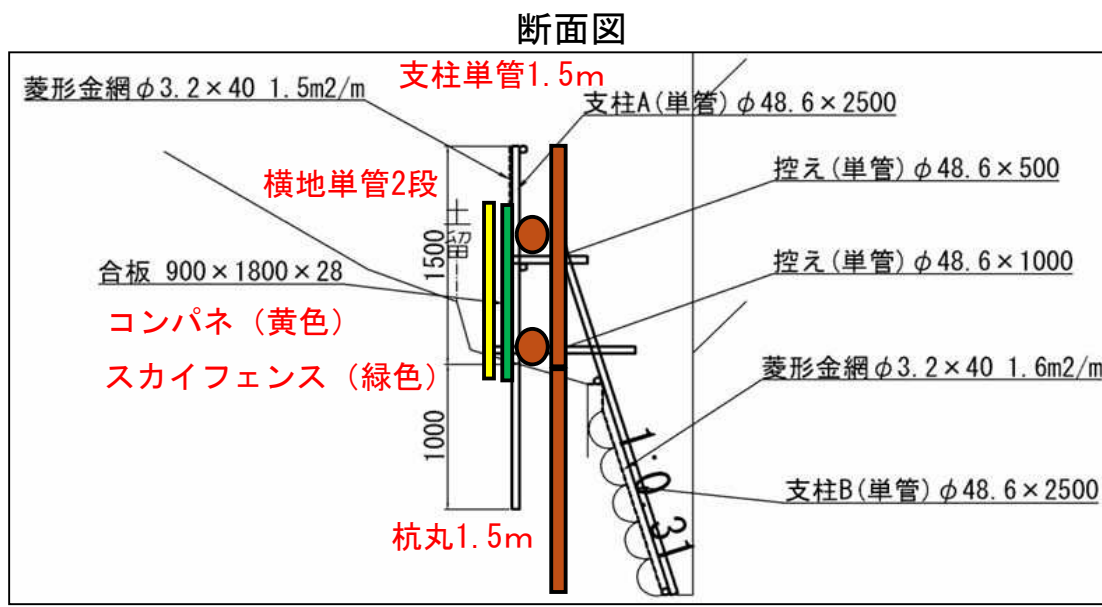 断面図
支柱単管1.5m
菱形金網φ3.2×40 1.5m2/m
支柱A(単管)φ48.6×2500
控え(単管)φ48.6×500
横地単管2段
土留
1500
合板 900×1800×28
控え(単管)φ48.6×1000
コンパネ（黄色）
スカイフェンス（緑色）
菱形金網φ3.2×40 1.6m2/m
1000
1:0.31
支柱B(単管)φ48.6×2500
杭丸1.5m